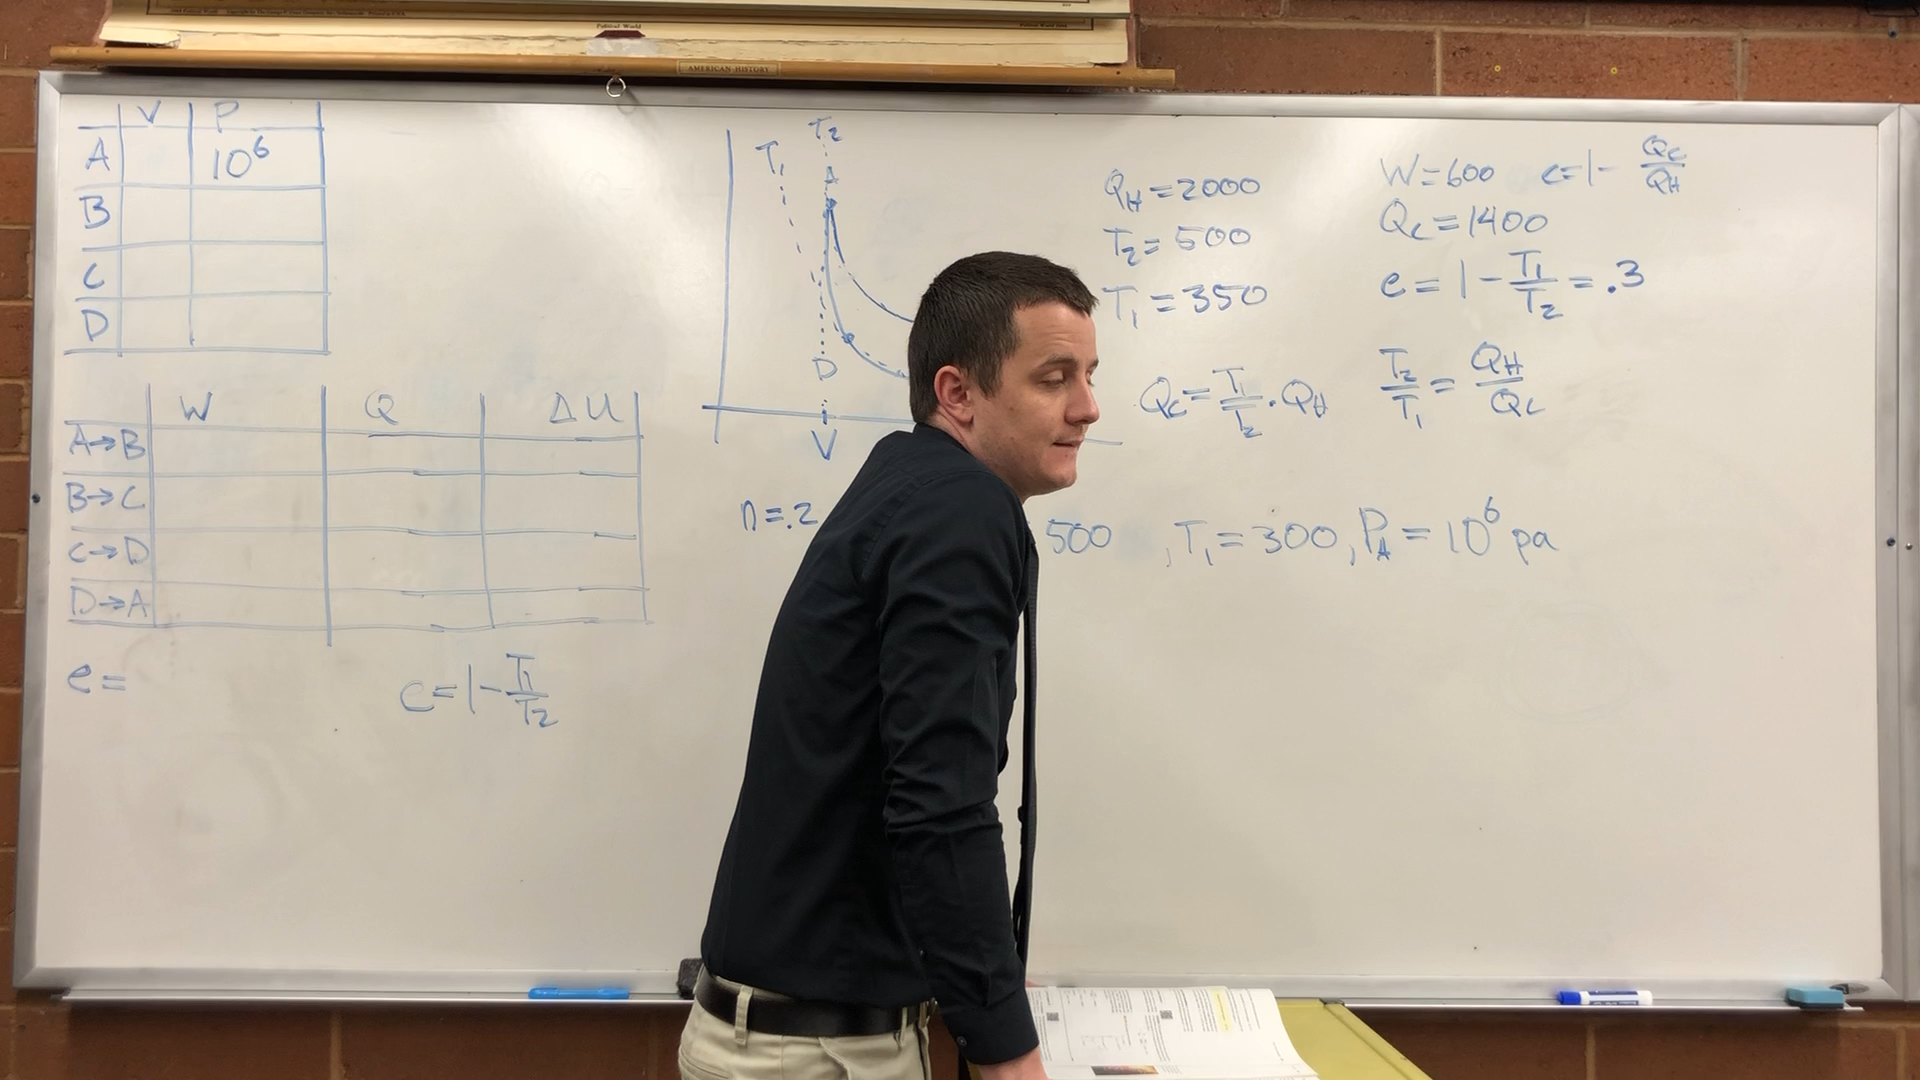 Political World
AMERICAN HISTORY
V P
A 10⁶
B
C
D
W Q ΔU
A→B
B→C
C→D
D→A
e=
e=1-T₁/T₂
T₁ T₂
A
D
V
n=.2
500 , T₁=300, P_A=10⁶ pa
Q_H=2000
T₂=500
T₁=350
Q_C=T₁/T₂·Q_H
W=600 e=1-Q_C/Q_H
Q_C=1400
e=1-T₁/T₂=.3
T₂/T₁=Q_H/Q_C